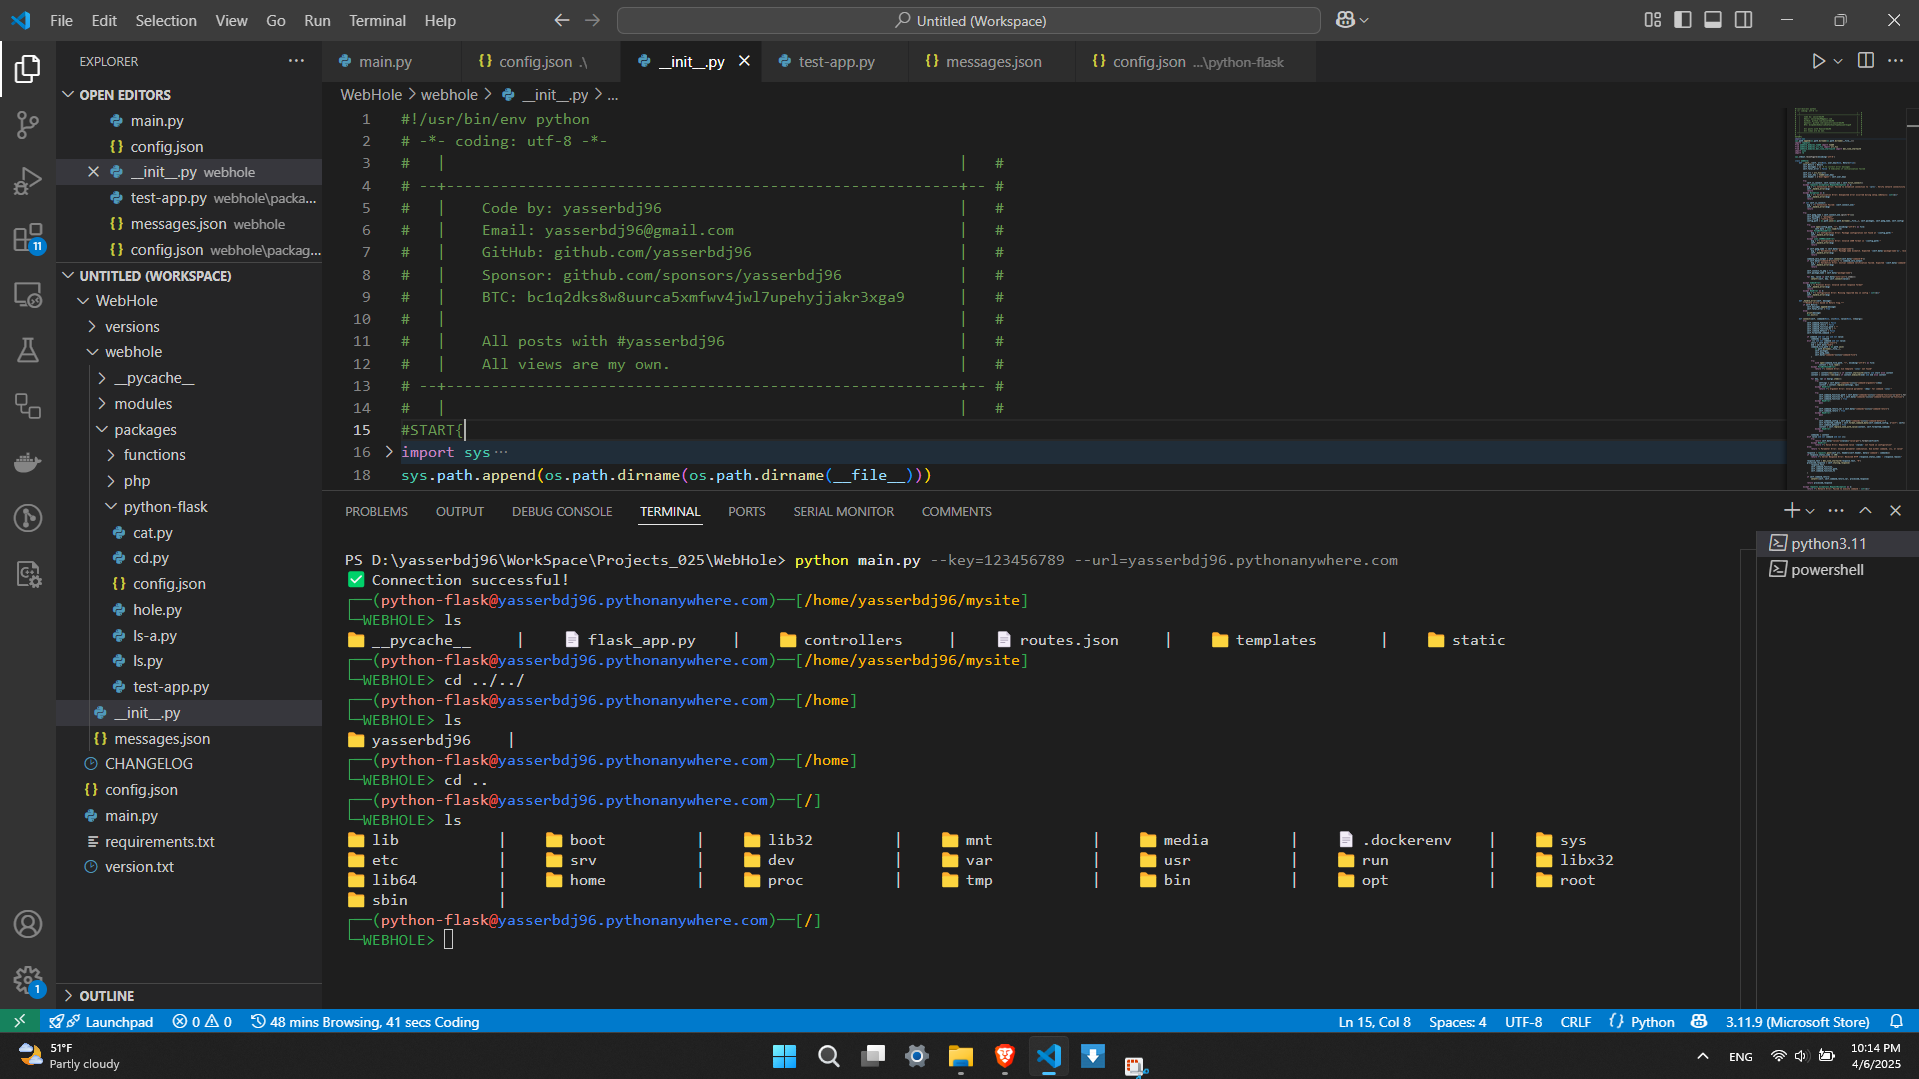 File Edit Selection View Go Run Terminal Help
Untitled (Workspace)
EXPLORER
OPEN EDITORS
main.py
config.json
__init__.py webhole
test-app.py webhole\packa...
messages.json webhole
config.json webhole\packag...
UNTITLED (WORKSPACE)
WebHole
versions
webhole
__pycache__
modules
packages
functions
php
python-flask
cat.py
cd.py
config.json
hole.py
ls-a.py
ls.py
test-app.py
__init__.py
messages.json
CHANGELOG
config.json
main.py
requirements.txt
version.txt
OUTLINE
11
1
main.py config.json .\ __init__.py test-app.py messages.json config.json ...\python-flask
WebHole > webhole > __init__.py > ...
1 #!/usr/bin/env python
2 # -*- coding: utf-8 -*-
3 # | | #
4 # --+---------------------------------------------------------+-- #
5 # | Code by: yasserbdj96 | #
6 # | Email: yasserbdj96@gmail.com | #
7 # | GitHub: github.com/yasserbdj96 | #
8 # | Sponsor: github.com/sponsors/yasserbdj96 | #
9 # | BTC: bc1q2dks8w8uurca5xmfwv4jwl7upehyjjakr3xga9 | #
10 # | | #
11 # | All posts with #yasserbdj96 | #
12 # | All views are my own. | #
13 # --+---------------------------------------------------------+-- #
14 # | | #
15 #START{
16 import sys ...
18 sys.path.append(os.path.dirname(os.path.dirname(__file__)))
PROBLEMS OUTPUT DEBUG CONSOLE TERMINAL PORTS SERIAL MONITOR COMMENTS
python3.11
powershell
PS D:\yasserbdj96\WorkSpace\Projects_025\WebHole> python main.py --key=123456789 --url=yasserbdj96.pythonanywhere.com
✅ Connection successful!
┌──(python-flask@yasserbdj96.pythonanywhere.com)──[/home/yasserbdj96/mysite]
└─WEBHOLE> ls
__pycache__ | flask_app.py | controllers | routes.json | templates | static
┌──(python-flask@yasserbdj96.pythonanywhere.com)──[/home/yasserbdj96/mysite]
└─WEBHOLE> cd ../../
┌──(python-flask@yasserbdj96.pythonanywhere.com)──[/home]
└─WEBHOLE> ls
yasserbdj96 |
┌──(python-flask@yasserbdj96.pythonanywhere.com)──[/home]
└─WEBHOLE> cd ..
┌──(python-flask@yasserbdj96.pythonanywhere.com)──[/]
└─WEBHOLE> ls
lib | boot | lib32 | mnt | media | .dockerenv | sys
etc | srv | dev | var | usr | run | libx32
lib64 | home | proc | tmp | bin | opt | root
sbin |
┌──(python-flask@yasserbdj96.pythonanywhere.com)──[/]
└─WEBHOLE>
Launchpad 0 0 48 mins Browsing, 41 secs Coding Ln 15, Col 8 Spaces: 4 UTF-8 CRLF Python 3.11.9 (Microsoft Store)
51°F
Partly cloudy
ENG
10:14 PM
4/6/2025